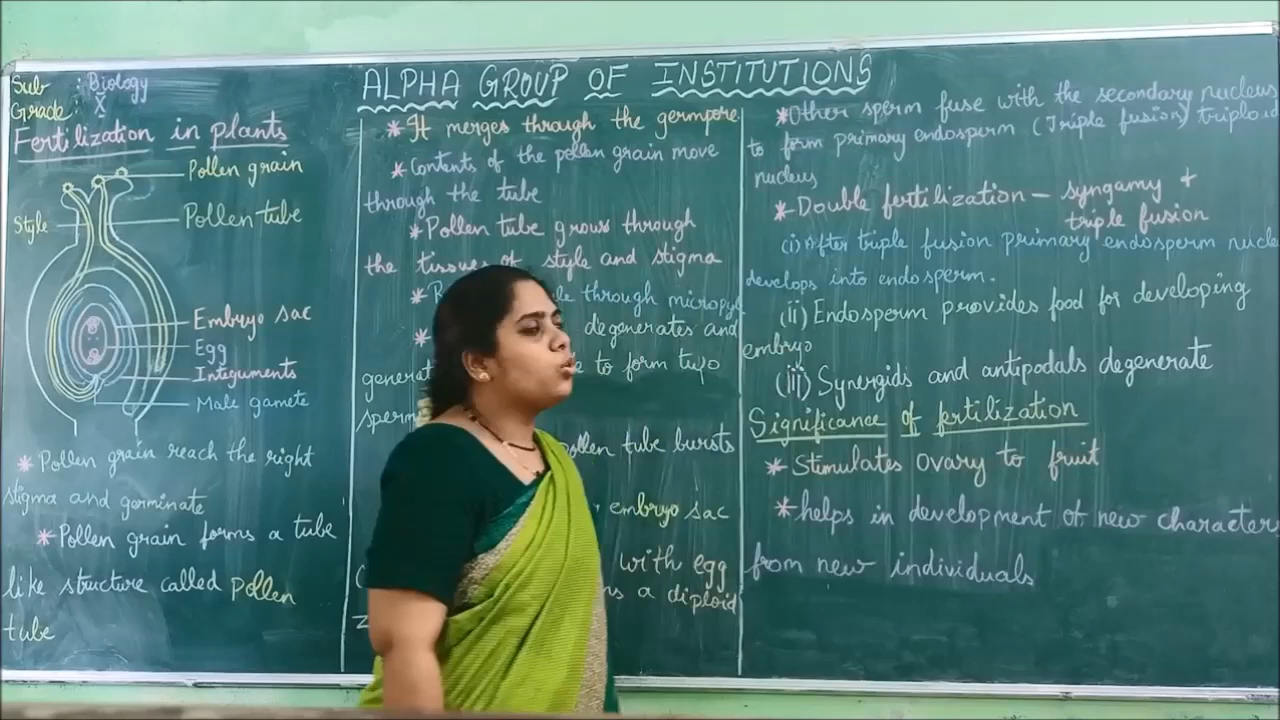 Sub : Biology
Grade : X
ALPHA GROUP OF INSTITUTIONS
Fertilization in plants
Pollen grain
Style
Pollen tube
Embryo sac
Egg
Integuments
Male gamete
* Pollen grain reach the right
stigma and germinate
* Pollen grain forms a tube
like structure called pollen
tube
* It merges through the germpore
* Contents of the pollen grain move
through the tube
* Pollen tube grows through
the tissues of style and stigma
* through micropyl
* degenerates and
generat to form two
sperm
pollen tube bursts
embryo sac
with egg
a diploid
* Other sperm fuse with the secondary nucleus
to form primary endosperm (Triple fusion) triploid
nucleus
* Double fertilization – syngamy +
triple fusion
(i) After triple fusion primary endosperm nucle
develops into endosperm.
(ii) Endosperm provides food for developing
embryo
(iii) Synergids and antipodals degenerate
Significance of fertilization
* Stimulates ovary to fruit
* helps in development of new characters
from new individuals